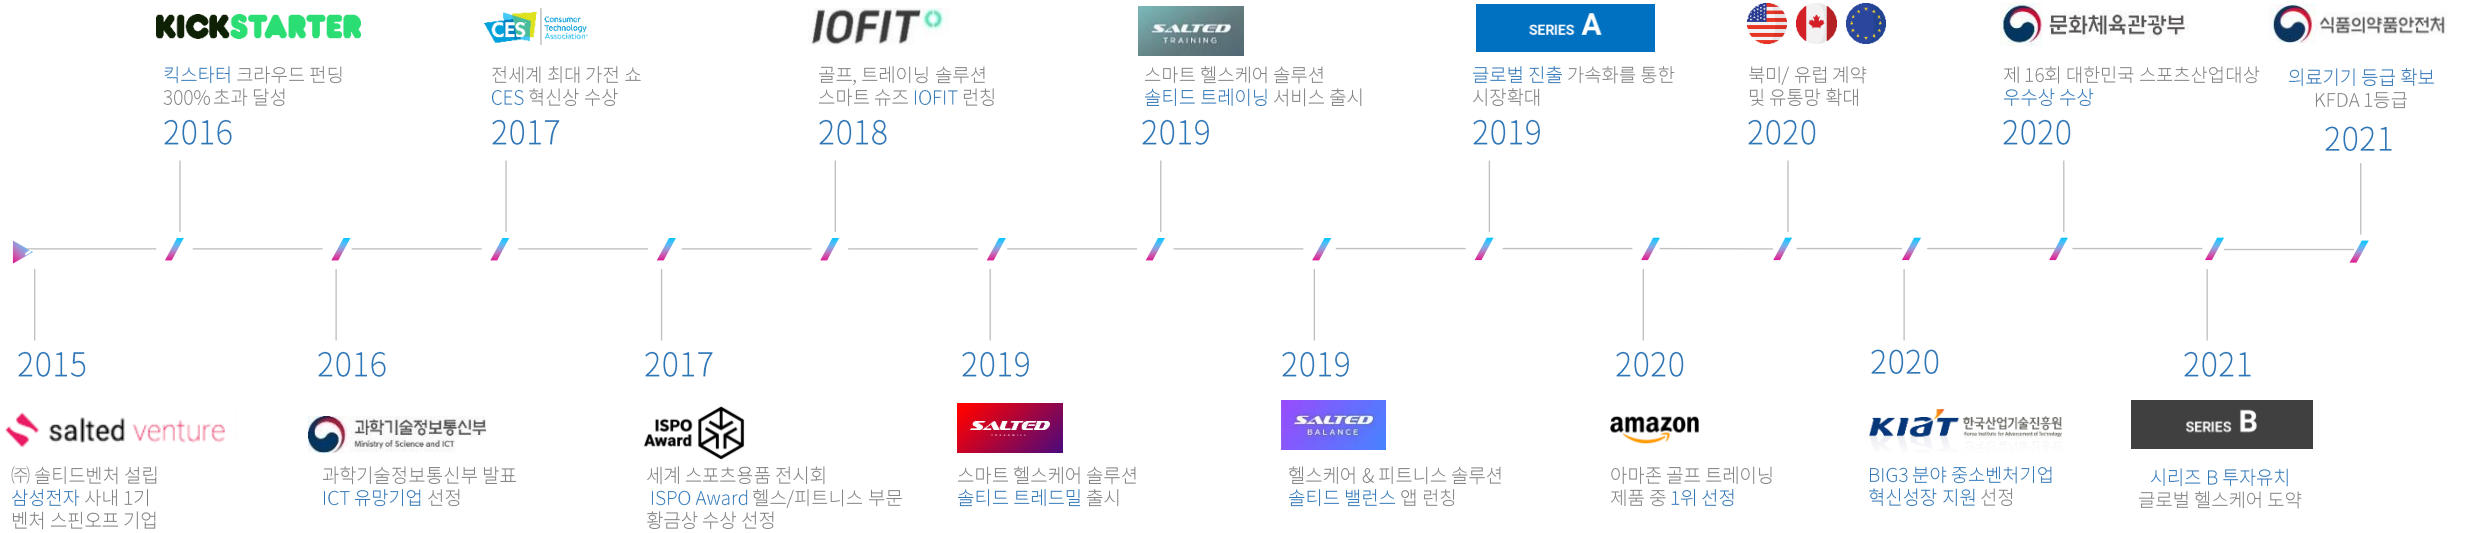 KICKSTARTER
킥스타터 크라우드 펀딩
300% 초과 달성
2016
CES Consumer
Technology
Association
전세계 최대 가전 쇼
CES 혁신상 수상
2017
IOFIT
골프, 트레이닝 솔루션
스마트 슈즈 IOFIT 런칭
2018
SALTED
TRAINING
스마트 헬스케어 솔루션
솔티드 트레이닝 서비스 출시
2019
SERIES A
글로벌 진출 가속화를 통한
시장확대
2019
북미/ 유럽 계약
및 유통망 확대
2020
문화체육관광부
제 16회 대한민국 스포츠산업대상
우수상 수상
2020
식품의약품안전처
의료기기 등급 확보
KFDA 1등급
2021
2015
salted venture
㈜ 솔티드벤처 설립
삼성전자 사내 1기
벤처 스핀오프 기업
2016
과학기술정보통신부
Ministry of Science and ICT
과학기술정보통신부 발표
ICT 유망기업 선정
2017
ISPO
Award
세계 스포츠용품 전시회
ISPO Award 헬스/피트니스 부문
황금상 수상 선정
2019
SALTED
TREADMILL
스마트 헬스케어 솔루션
솔티드 트레드밀 출시
2019
SALTED
BALANCE
헬스케어 & 피트니스 솔루션
솔티드 밸런스 앱 런칭
2020
amazon
아마존 골프 트레이닝
제품 중 1위 선정
2020
KIAT 한국산업기술진흥원
Korea Institute for Advancement of Technology
BIG3 분야 중소벤처기업
혁신성장 지원 선정
2021
SERIES B
시리즈 B 투자유치
글로벌 헬스케어 도약